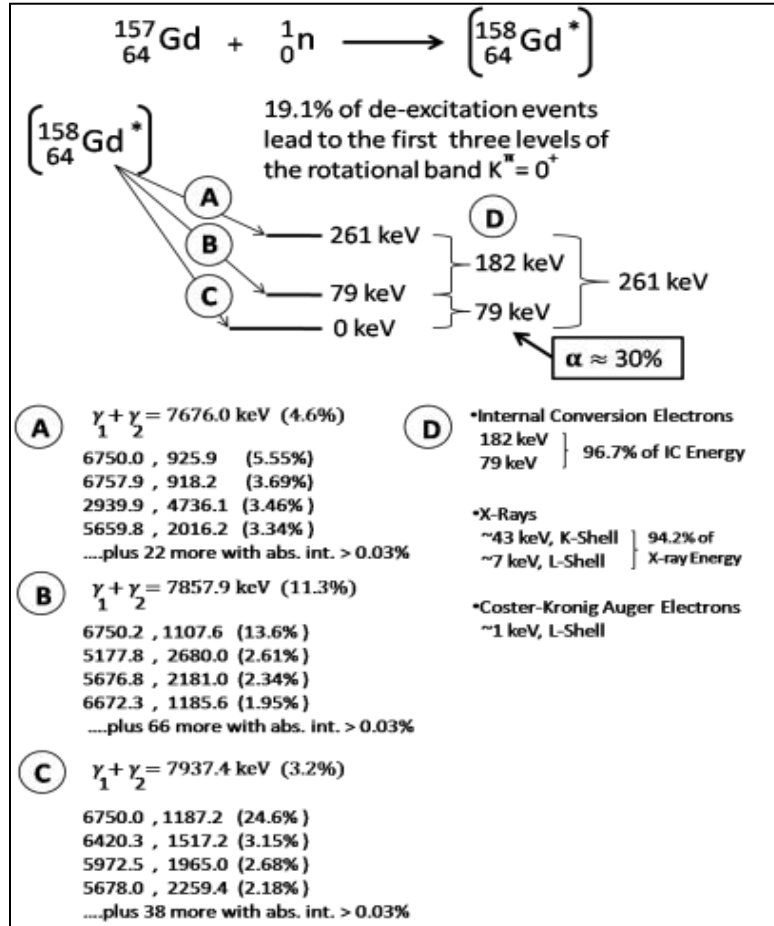 157 64 Gd + 1 0 n ⟶ (158 64 Gd *)
(158 64 Gd *)
19.1% of de-excitation events
lead to the first three levels of
the rotational band K^π = 0^+
A
B
C
D
261 keV
79 keV
0 keV
182 keV
79 keV
261 keV
α ≈ 30%
A
γ1 + γ2 = 7676.0 keV (4.6%)
6750.0 , 925.9 (5.55%)
6757.9 , 918.2 (3.69%)
2939.9 , 4736.1 (3.46%)
5659.8 , 2016.2 (3.34%)
....plus 22 more with abs. int. > 0.03%
B
γ1 + γ2 = 7857.9 keV (11.3%)
6750.2 , 1107.6 (13.6% )
5177.8 , 2680.0 (2.61% )
5676.8 , 2181.0 (2.34% )
6672.3 , 1185.6 (1.95% )
....plus 66 more with abs. int. > 0.03%
C
γ1 + γ2 = 7937.4 keV (3.2%)
6750.0 , 1187.2 (24.6% )
6420.3 , 1517.2 (3.15% )
5972.5 , 1965.0 (2.68% )
5678.0 , 2259.4 (2.18% )
....plus 38 more with abs. int. > 0.03%
D
•Internal Conversion Electrons
182 keV
79 keV
96.7% of IC Energy
•X-Rays
~43 keV, K-Shell
~7 keV, L-Shell
94.2% of
X-ray Energy
•Coster-Kronig Auger Electrons
~1 keV, L-Shell